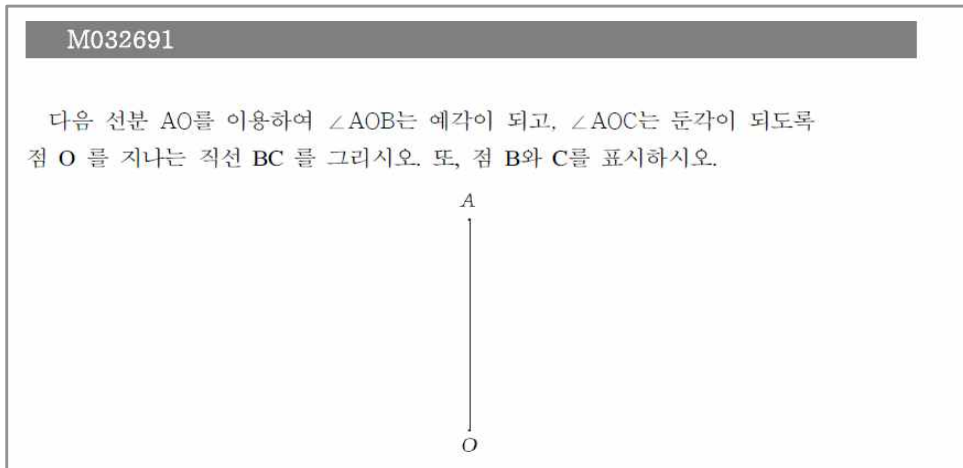 M032691
다음 선분 AO를 이용하여 ∠AOB는 예각이 되고, ∠AOC는 둔각이 되도록
점 O 를 지나는 직선 BC 를 그리시오. 또, 점 B와 C를 표시하시오.
A
O